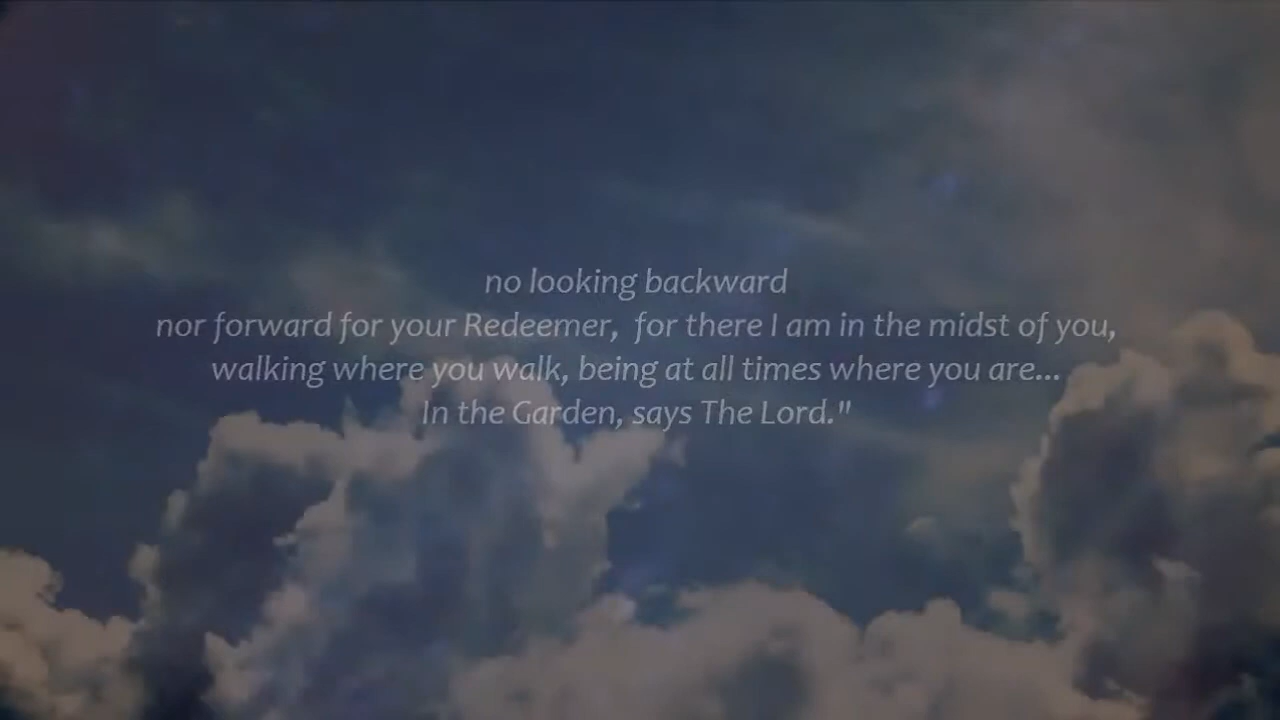 no looking backward
nor forward for your Redeemer, for there I am in the midst of you,
walking where you walk, being at all times where you are...
In the Garden, says The Lord."